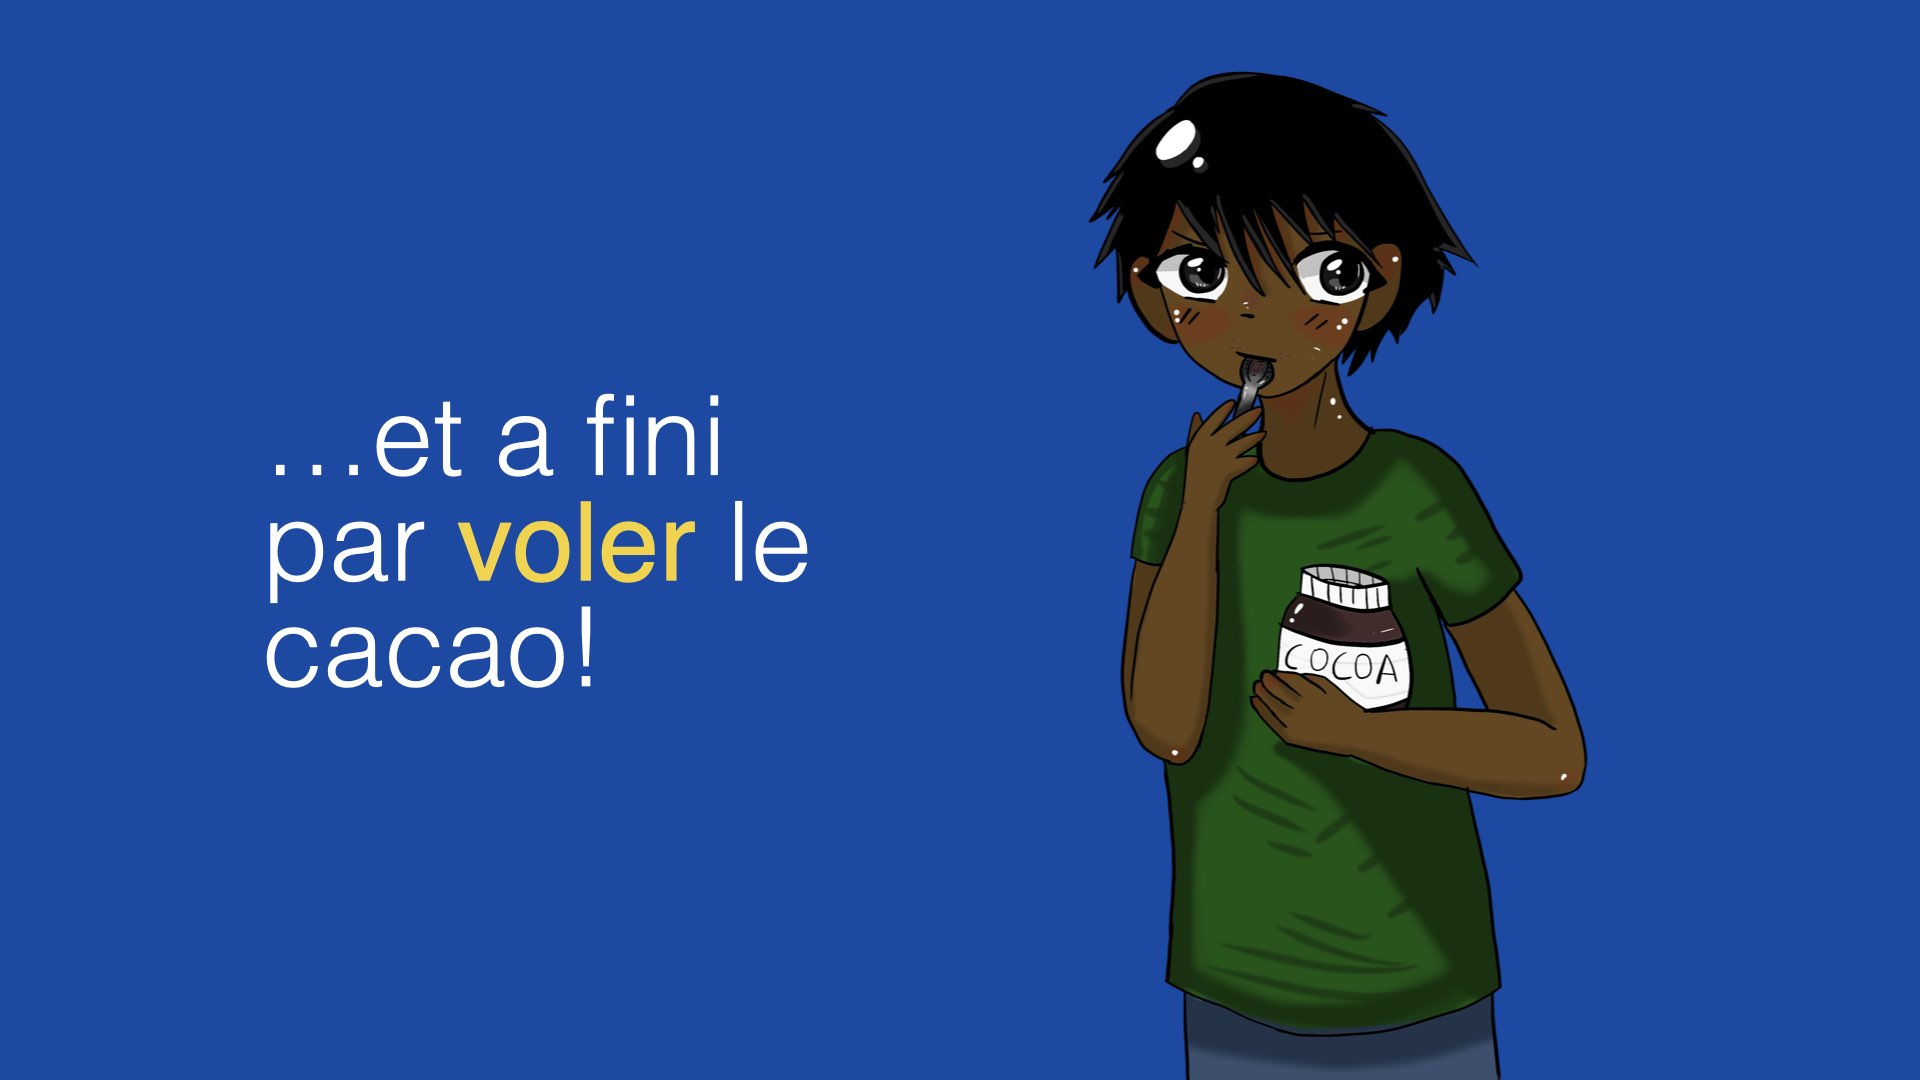 …et a fini
par voler le
cacao!
COCOA